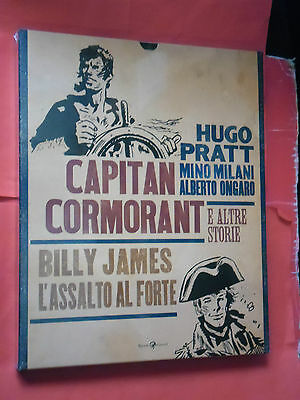 HUGO
PRATT
MINO MILANI
ALBERTO ONGARO
CAPITAN
CORMORANT
E ALTRE
STORIE
BILLY JAMES
L'ASSALTO AL FORTE